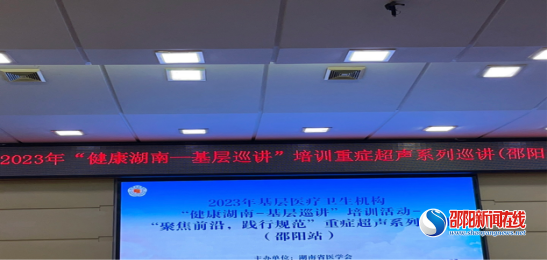 2023年“健康湖南—基层巡讲”培训重症超声系列巡讲(邵阳
2023年基层医疗卫生机构
“健康湖南-基层巡讲”培训活动-
“聚焦前沿，践行规范”重症超声系列
（邵阳站）
主办单位：湖南省医学会
邵阳新闻在线